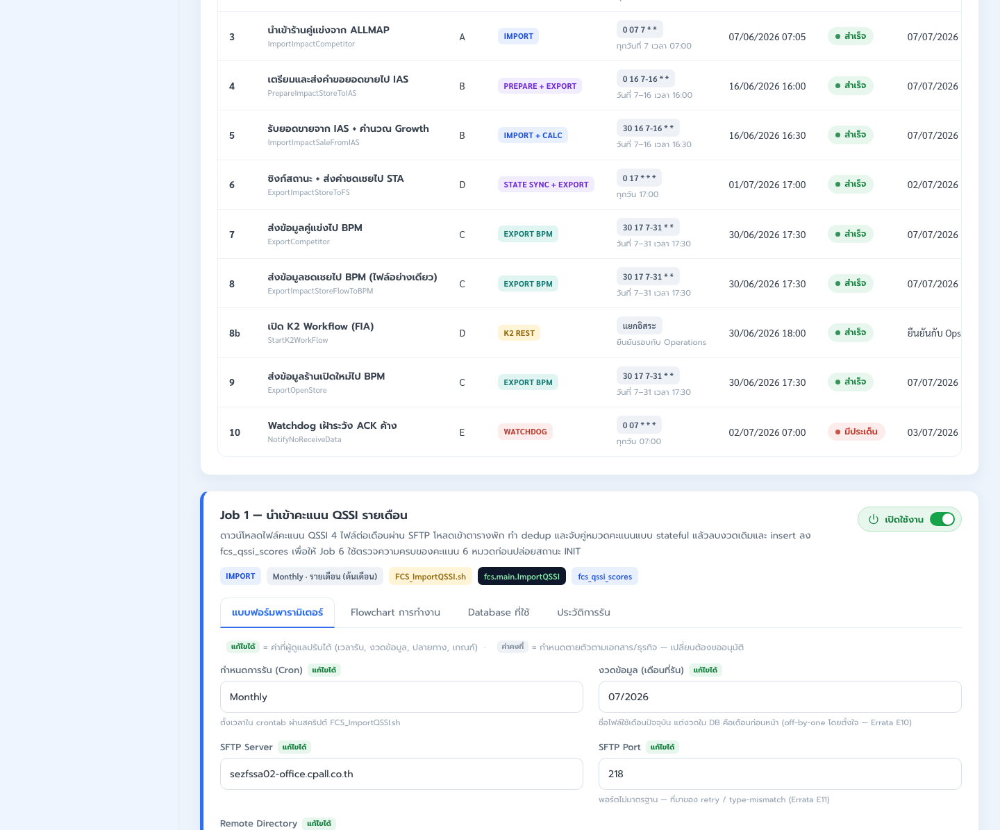 3
นำเข้าร้านคู่แข่งจาก ALLMAP
ImportImpactCompetitor
A
IMPORT
0 07 7 * *
ทุกวันที่ 7 เวลา 07:00
07/06/2026 07:05
สำเร็จ
07/07/2026
4
เตรียมและส่งคำขอยอดขายไป IAS
PrepareImpactStoreToIAS
B
PREPARE + EXPORT
0 16 7-16 * *
วันที่ 7–16 เวลา 16:00
16/06/2026 16:00
สำเร็จ
07/07/2026
5
รับยอดขายจาก IAS + คำนวณ Growth
ImportImpactSaleFromIAS
B
IMPORT + CALC
30 16 7-16 * *
วันที่ 7–16 เวลา 16:30
16/06/2026 16:30
สำเร็จ
07/07/2026
6
ซิงก์สถานะ + ส่งค่าชดเชยไป STA
ExportImpactStoreToFS
D
STATE SYNC + EXPORT
0 17 * * *
ทุกวัน 17:00
01/07/2026 17:00
สำเร็จ
02/07/2026
7
ส่งข้อมูลคู่แข่งไป BPM
ExportCompetitor
C
EXPORT BPM
30 17 7-31 * *
วันที่ 7–31 เวลา 17:30
30/06/2026 17:30
สำเร็จ
07/07/2026
8
ส่งข้อมูลชดเชยไป BPM (ไฟล์อย่างเดียว)
ExportImpactStoreFlowToBPM
C
EXPORT BPM
30 17 7-31 * *
วันที่ 7–31 เวลา 17:30
30/06/2026 17:30
สำเร็จ
07/07/2026
8b
เปิด K2 Workflow (FIA)
StartK2WorkFlow
D
K2 REST
แยกอิสระ
ยืนยันรอบกับ Operations
30/06/2026 18:00
สำเร็จ
ยืนยันกับ Ops
9
ส่งข้อมูลร้านเปิดใหม่ไป BPM
ExportOpenStore
C
EXPORT BPM
30 17 7-31 * *
วันที่ 7–31 เวลา 17:30
30/06/2026 17:30
สำเร็จ
07/07/2026
10
Watchdog เฝ้าระวัง ACK ค้าง
NotifyNoReceiveData
E
WATCHDOG
0 07 * * *
ทุกวัน 07:00
02/07/2026 07:00
มีประเด็น
03/07/2026
Job 1 — นำเข้าคะแนน QSSI รายเดือน
เปิดใช้งาน
ดาวน์โหลดไฟล์คะแนน QSSI 4 ไฟล์ต่อเดือนผ่าน SFTP โหลดเข้าตารางพัก ทำ dedup และจับคู่หมวดคะแนนแบบ stateful แล้วลบงวดเดิมและ insert ลง
fcs_qssi_scores เพื่อให้ Job 6 ใช้ตรวจความครบของคะแนน 6 หมวดก่อนปล่อยสถานะ INIT
IMPORT
Monthly · รายเดือน (ต้นเดือน)
FCS_ImportQSSI.sh
fcs.main.ImportQSSI
fcs_qssi_scores
แบบฟอร์มพารามิเตอร์
Flowchart การทำงาน
Database ที่ใช้
ประวัติการรัน
แก้ไขได้ = ค่าที่ผู้ดูแลปรับได้ (เวลารัน, งวดข้อมูล, ปลายทาง, เกณฑ์) · ค่าคงที่ = กำหนดตายตัวตามเอกสาร/ธุรกิจ — เปลี่ยนต้องขออนุมัติ
กำหนดการรัน (Cron) แก้ไขได้
Monthly
ตั้งเวลาใน crontab ผ่านสคริปต์ FCS_ImportQSSI.sh
งวดข้อมูล (เดือนที่รัน) แก้ไขได้
07/2026
ชื่อไฟล์ใช้เดือนปัจจุบัน แต่งวดใน DB คือเดือนก่อนหน้า (off-by-one โดยตั้งใจ — Errata E10)
SFTP Server แก้ไขได้
sezfssa02-office.cpall.co.th
SFTP Port แก้ไขได้
218
พอร์ตไม่มาตรฐาน — ที่มาของ retry / type-mismatch (Errata E11)
Remote Directory แก้ไขได้